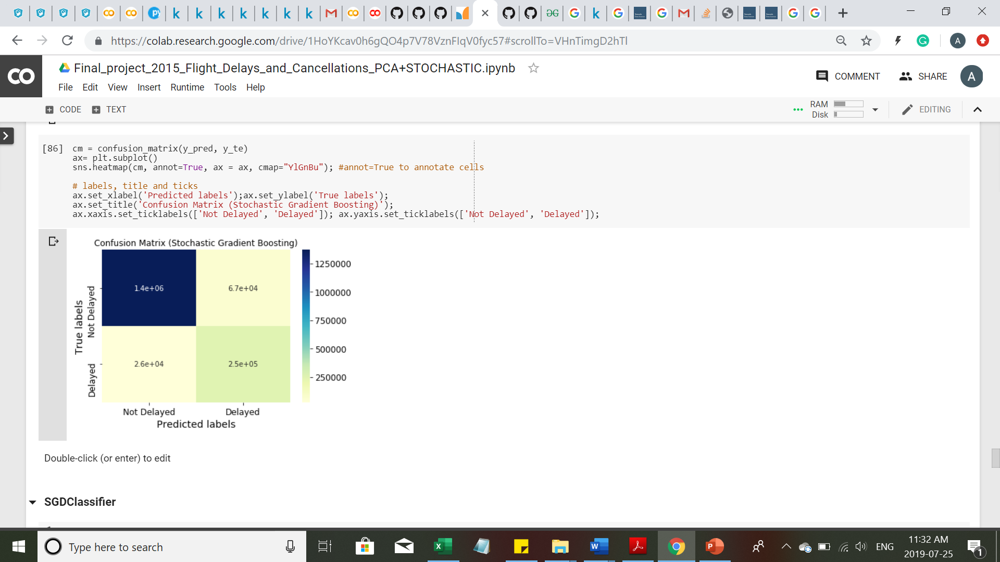 https://colab.research.google.com/drive/1HoYKcav0h6gQO4p7V78VznFIqV0fyc57#scrollTo=VHnTimgD2hTl
A
CO
Final_project_2015_Flight_Delays_and_Cancellations_PCA+STOCHASTIC.ipynb
COMMENT
SHARE
A
File Edit View Insert Runtime Tools Help
CODE TEXT
RAM
Disk
EDITING
[86] cm = confusion_matrix(y_pred, y_te)
ax= plt.subplot()
sns.heatmap(cm, annot=True, ax = ax, cmap="YlGnBu"); #annot=True to annotate cells
# labels, title and ticks
ax.set_xlabel('Predicted labels');ax.set_ylabel('True labels');
ax.set_title('Confusion Matrix (Stochastic Gradient Boosting)');
ax.xaxis.set_ticklabels(['Not Delayed', 'Delayed']); ax.yaxis.set_ticklabels(['Not Delayed', 'Delayed']);
Confusion Matrix (Stochastic Gradient Boosting)
True labels
Not Delayed
Delayed
1.4e+06 6.7e+04
2.6e+04 2.5e+05
1250000
1000000
750000
500000
250000
Not Delayed Delayed
Predicted labels
Double-click (or enter) to edit
SGDClassifier
Type here to search
ENG
11:32 AM
2019-07-25
1